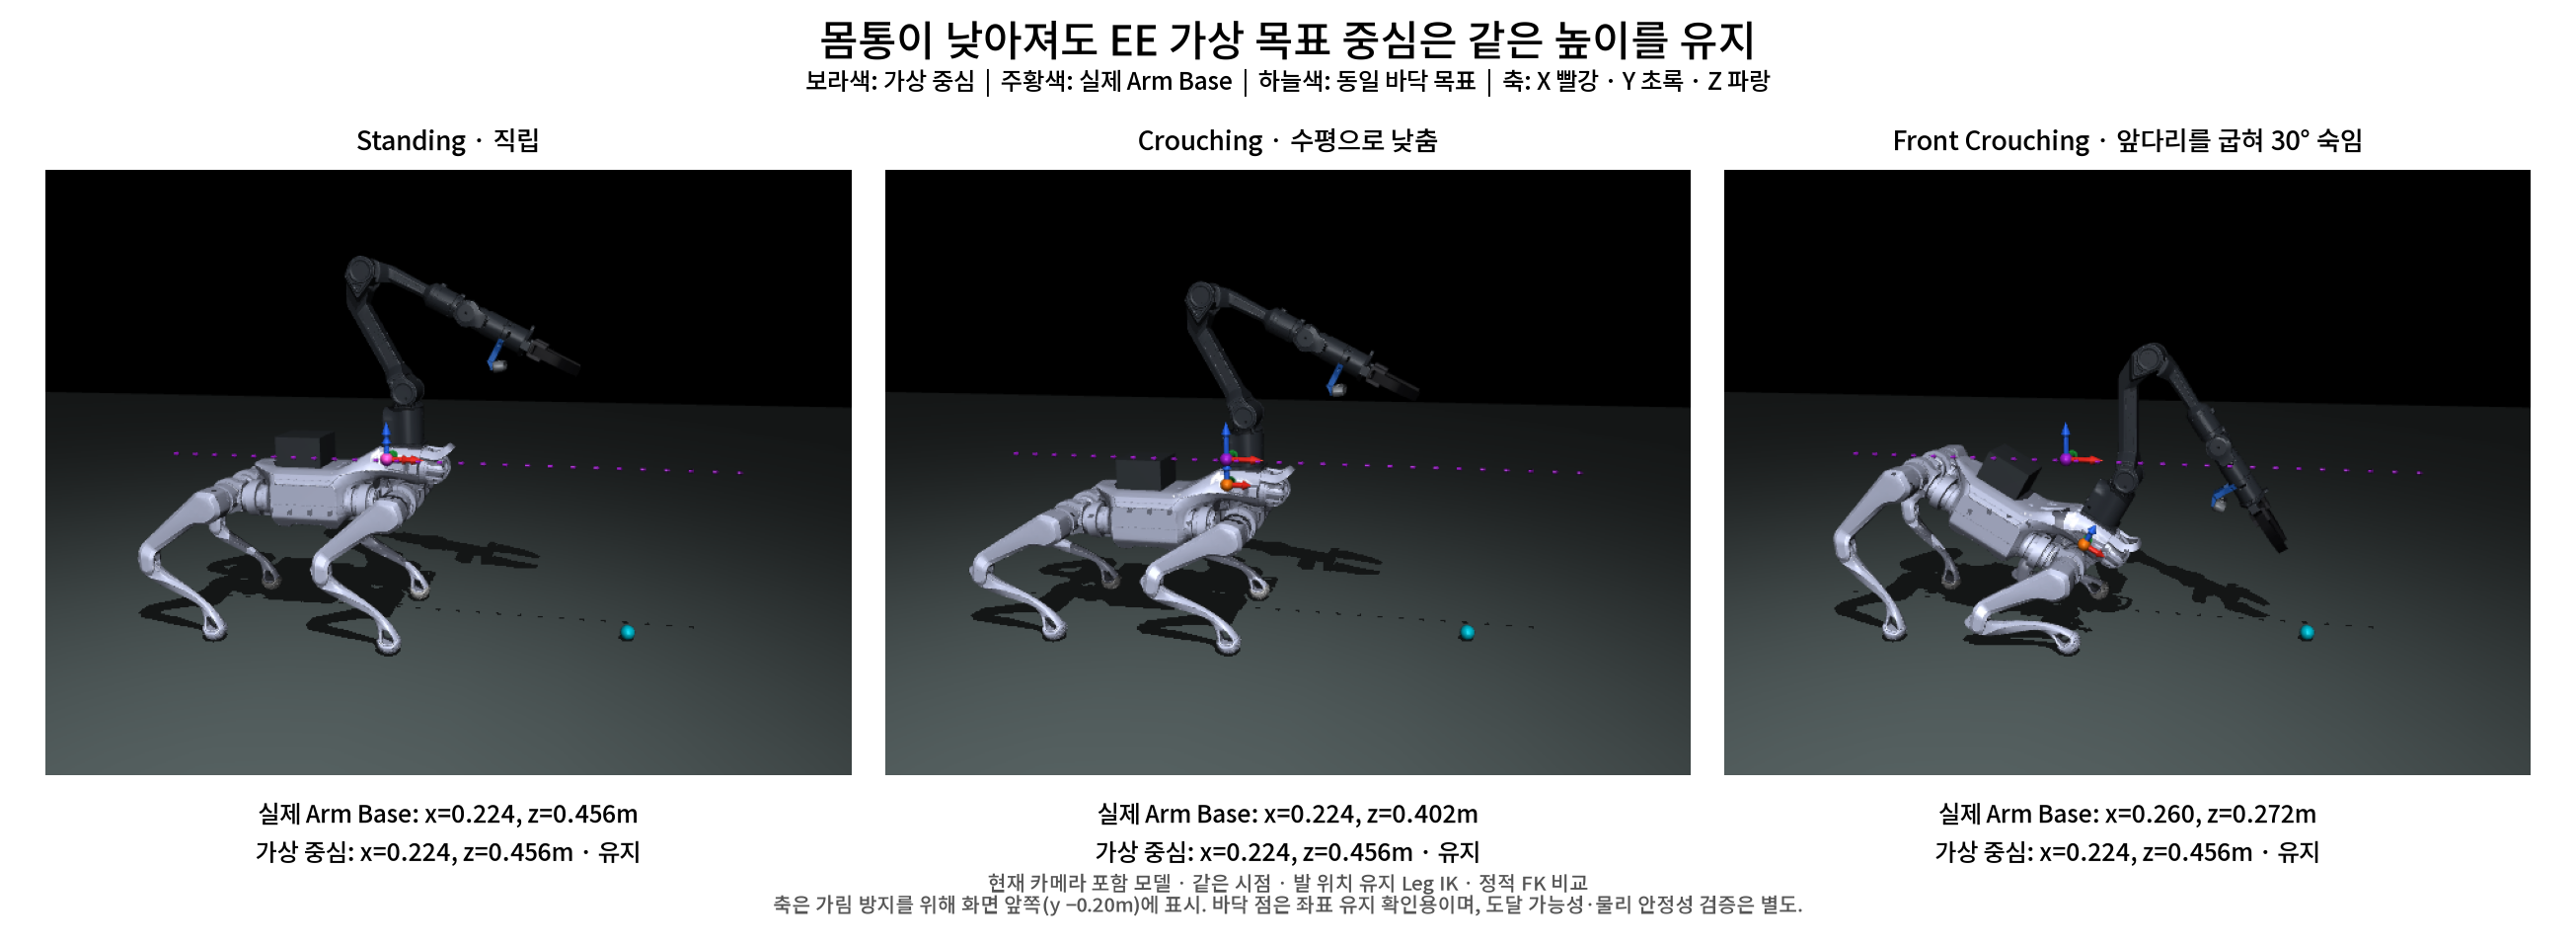 몸통이 낮아져도 EE 가상 목표 중심은 같은 높이를 유지
보라색: 가상 중심 | 주황색: 실제 Arm Base | 하늘색: 동일 바닥 목표 | 축: X 빨강 · Y 초록 · Z 파랑
Standing · 직립
Crouching · 수평으로 낮춤
Front Crouching · 앞다리를 굽혀 30° 숙임
실제 Arm Base: x=0.224, z=0.456m
가상 중심: x=0.224, z=0.456m · 유지
실제 Arm Base: x=0.224, z=0.402m
가상 중심: x=0.224, z=0.456m · 유지
실제 Arm Base: x=0.260, z=0.272m
가상 중심: x=0.224, z=0.456m · 유지
현재 카메라 포함 모델 · 같은 시점 · 발 위치 유지 Leg IK · 정적 FK 비교
축은 가림 방지를 위해 화면 앞쪽(y −0.20m)에 표시. 바닥 점은 좌표 유지 확인용이며, 도달 가능성·물리 안정성 검증은 별도.